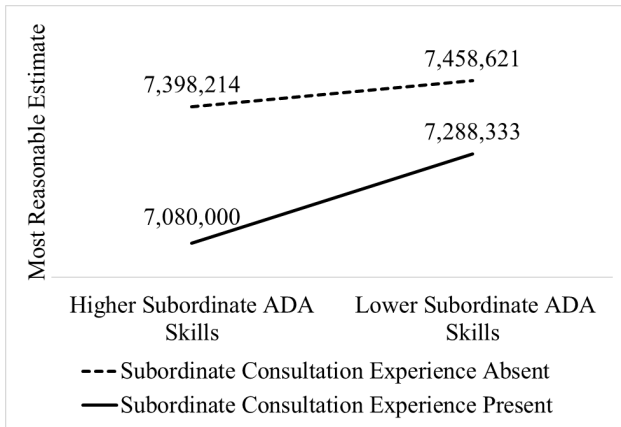 Most Reasonable Estimate
7,398,214
7,458,621
7,288,333
7,080,000
Higher Subordinate ADA
Skills
Lower Subordinate ADA
Skills
Subordinate Consultation Experience Absent
Subordinate Consultation Experience Present